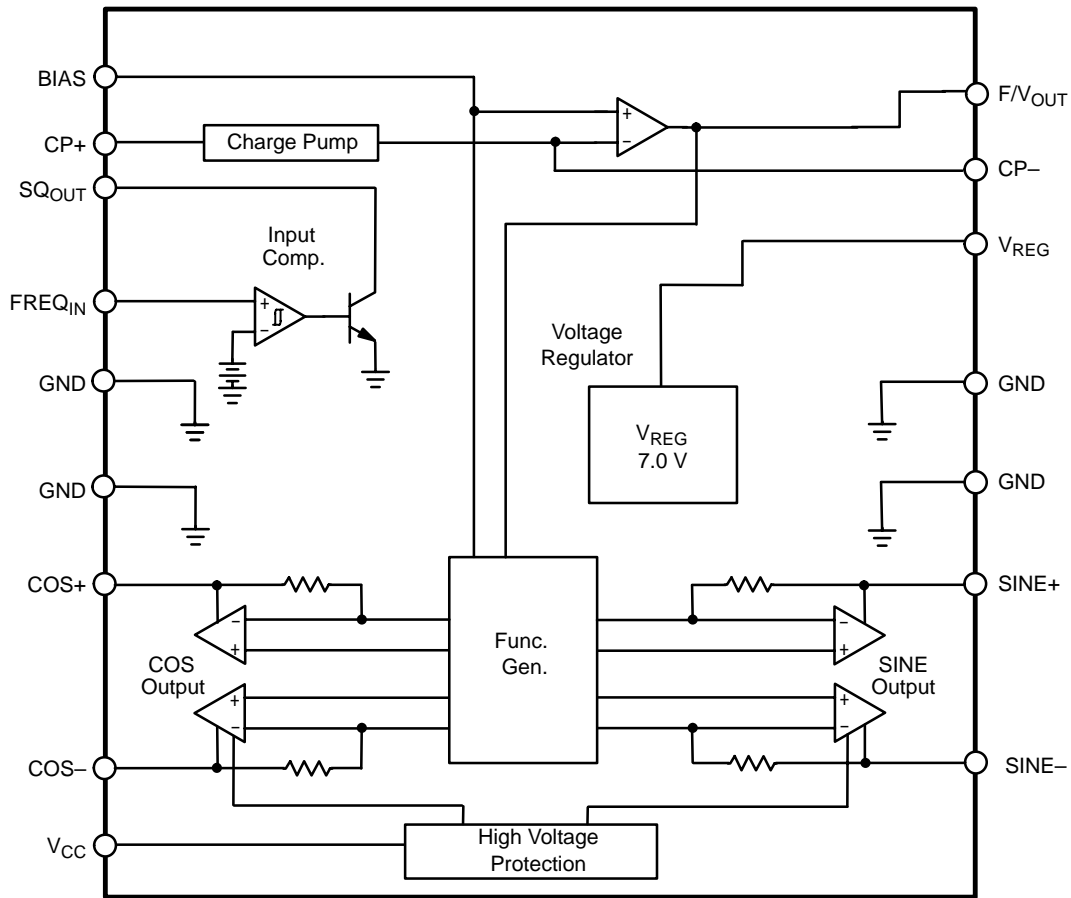 BIAS
CP+
SQOUT
FREQIN
GND
GND
COS+
COS–
VCC
F/VOUT
CP–
VREG
GND
GND
SINE+
SINE–
Charge Pump
+
–
Input
Comp.
+
–
Voltage
Regulator
VREG
7.0 V
Func.
Gen.
–
+
COS
Output
+
–
–
+
SINE
Output
+
–
High Voltage
Protection